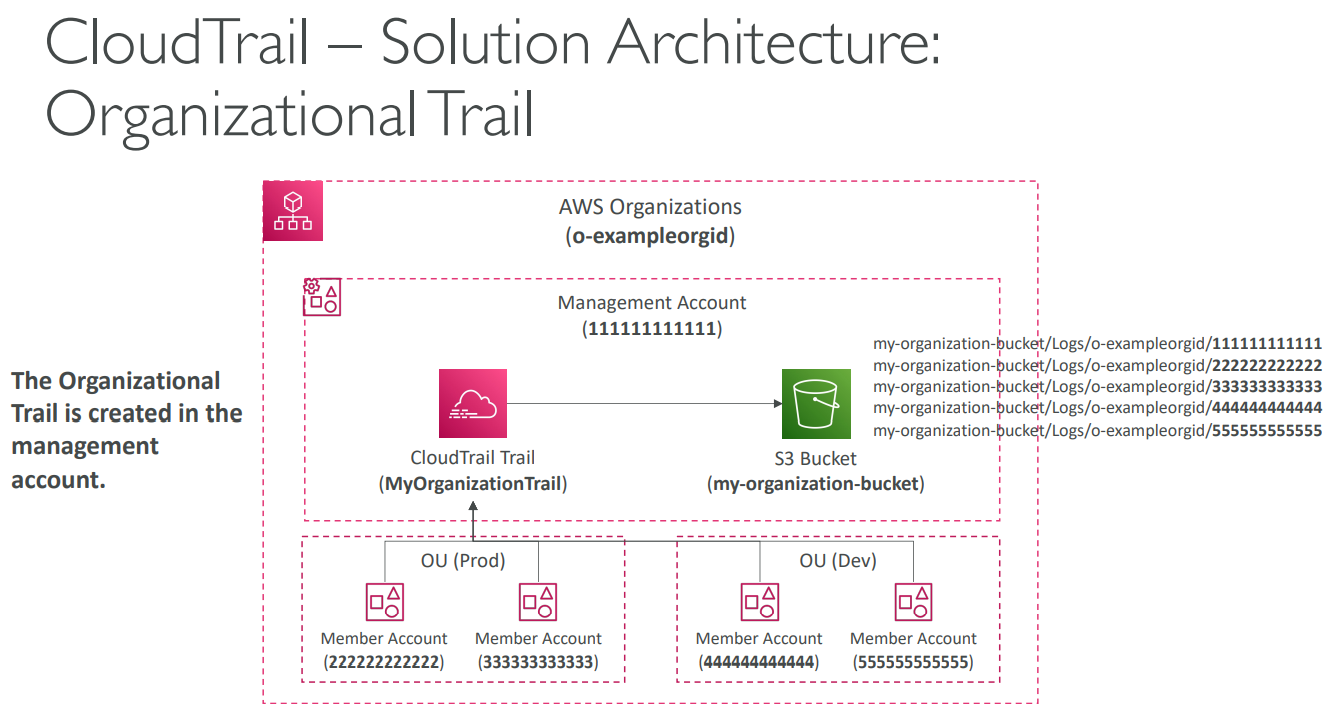 CloudTrail – Solution Architecture:
Organizational Trail
AWS Organizations
(o-exampleorgid)
Management Account
(111111111111)
The Organizational
Trail is created in the
management
account.
my-organization-bucket/Logs/o-exampleorgid/111111111111
my-organization-bucket/Logs/o-exampleorgid/222222222222
my-organization-bucket/Logs/o-exampleorgid/333333333333
my-organization-bucket/Logs/o-exampleorgid/444444444444
my-organization-bucket/Logs/o-exampleorgid/555555555555
CloudTrail Trail
(MyOrganizationTrail)
S3 Bucket
(my-organization-bucket)
OU (Prod)
Member Account
(222222222222)
Member Account
(333333333333)
OU (Dev)
Member Account
(444444444444)
Member Account
(555555555555)